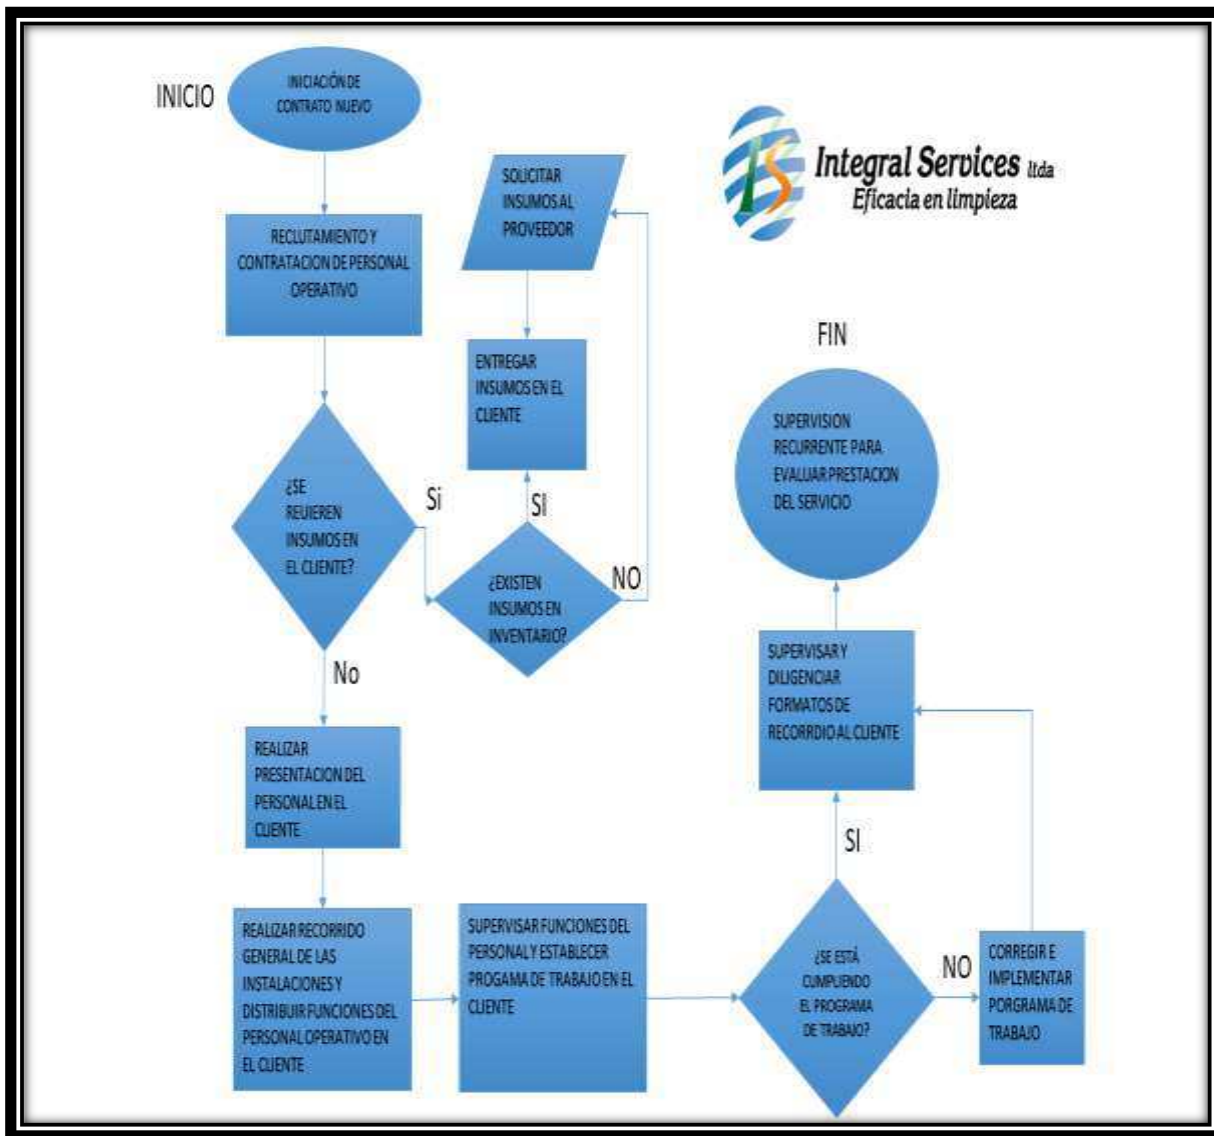 INICIO
INICIACIÓN DE
CONTRATO NUEVO
RECLUTAMIENTO Y
CONTRATACION DE PERSONAL
OPERATIVO
SOLICITAR
INSUMOS AL
PROVEEDOR
Integral Services ltda
Eficacia en limpieza
ENTREGAR
INSUMOS EN EL
CLIENTE
¿SE
REUIEREN
INSUMOS EN
EL CLIENTE?
Si
SI
¿EXISTEN
INSUMOS EN
INVENTARIO?
NO
No
REALIZAR
PRESENTACION DEL
PERSONAL EN EL
CLIENTE
REALIZAR RECORRIDO
GENERAL DE LAS
INSTALACIONES Y
DISTRIBUIR FUNCIONES DEL
PERSONAL OPERATIVO EN
EL CLIENTE
SUPERVISAR FUNCIONES DEL
PERSONAL Y ESTABLECER
PROGAMA DE TRABAJO EN EL
CLIENTE
¿SE ESTÁ
CUMPLIENDO
EL PROGRAMA
DE TRABAJO?
NO
CORREGIR E
IMPLEMENTAR
PORGRAMA DE
TRABAJO
SI
SUPERVISAR Y
DILIGENCIAR
FORMATOS DE
RECORRDIO AL CLIENTE
FIN
SUPERVISION
RECURRENTE PARA
EVALUAR PRESTACION
DEL SERVICIO